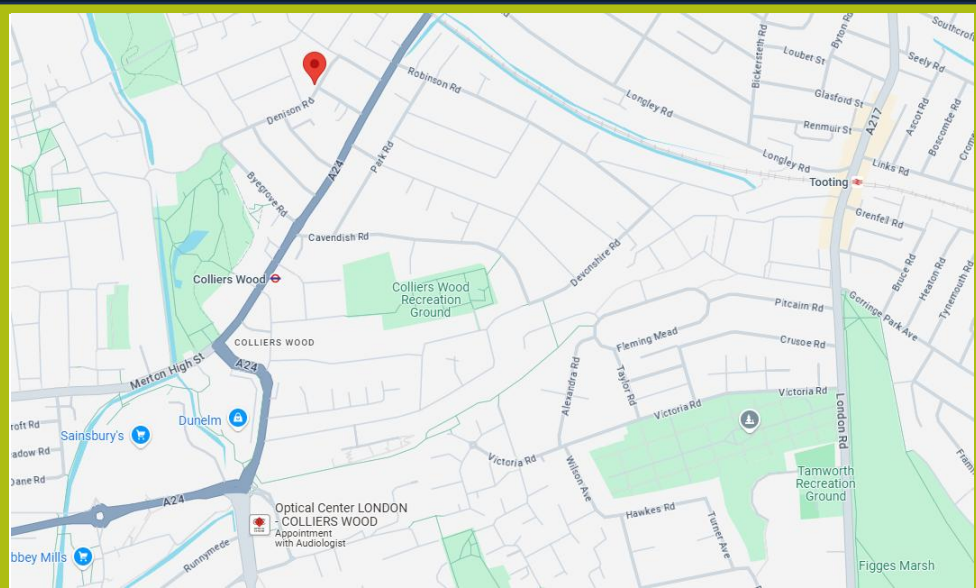 Southcroft
Byton Rd
Bickersteth Rd
Loubet St
Seely Rd
Robinson Rd
Longley Rd
Glasford St
Denison Rd
Ascot Rd
Boscombe Rd
Renmuir St
A217
A24
Park Rd
Longley Rd
Links Rd
Tooting
Byegrove Rd
Grenfell Rd
Cavendish Rd
Devonshire Rd
Bruce Rd
Heaton Rd
Tynemouth Rd
Colliers Wood
Colliers Wood
Recreation
Ground
Pitcairn Rd
Gorringe Park Ave
COLLIERS WOOD
Fleming Mead
Crusoe Rd
Merton High St
A24
Alexandra Rd
Taylor Rd
Victoria Rd
Victoria Rd
London Rd
Dunelm
roft Rd
Sainsbury's
adow Rd
Victoria Rd
Wilson Ave
Tamworth
Recreation
Ground
Dane Rd
A24
Optical Center LONDON
- COLLIERS WOOD
Appointment
with Audiologist
Hawkes Rd
Turner Ave
bbey Mills
Runnymede
Figges Marsh